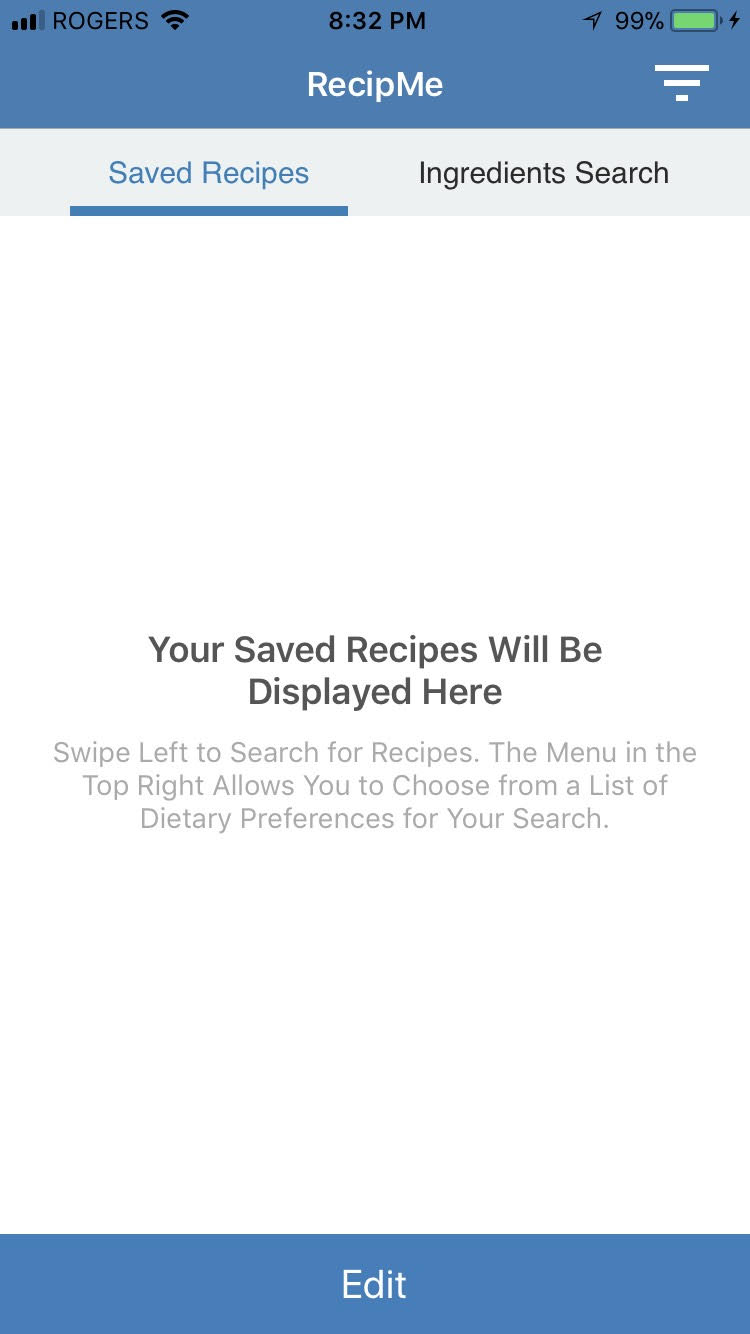 ROGERS 8:32 PM 99%
RecipMe
Saved Recipes Ingredients Search
Your Saved Recipes Will Be
Displayed Here
Swipe Left to Search for Recipes. The Menu in the
Top Right Allows You to Choose from a List of
Dietary Preferences for Your Search.
Edit